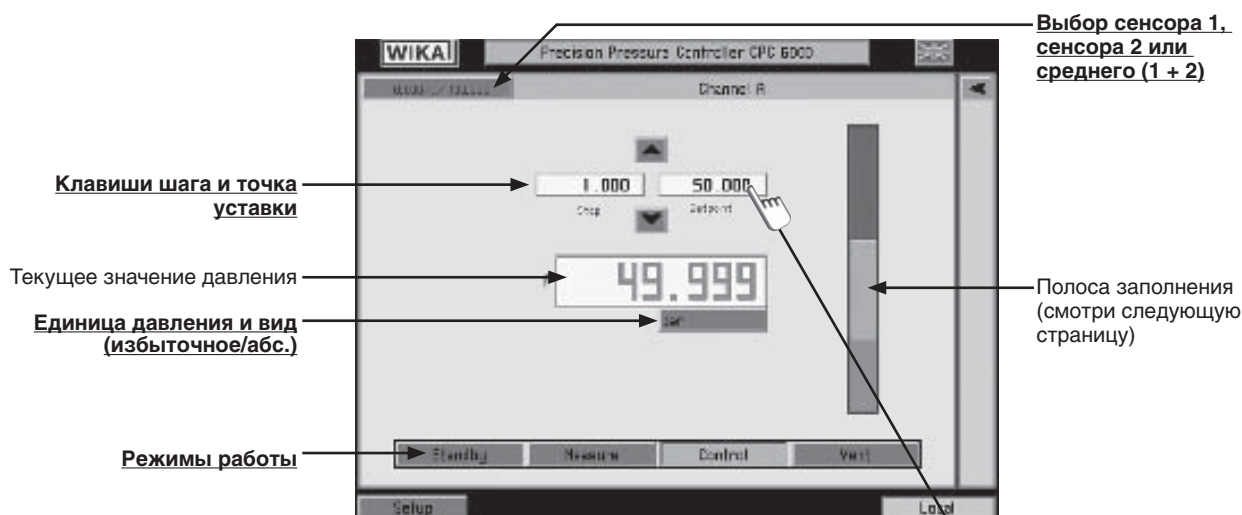 Выбор сенсора 1,
сенсора 2 или
среднего (1 + 2)
WIKA
Precision Pressure Controller CPC 6000
Channel A
Клавиши шага и точка
уставки
1.000
50.000
Step
Setpoint
Текущее значение давления
49.999
Единица давления и вид
(избыточное/абс.)
bar
Полоса заполнения
(смотри следующую
страницу)
Режимы работы
Standby
Measure
Control
Vent
Setup
Local